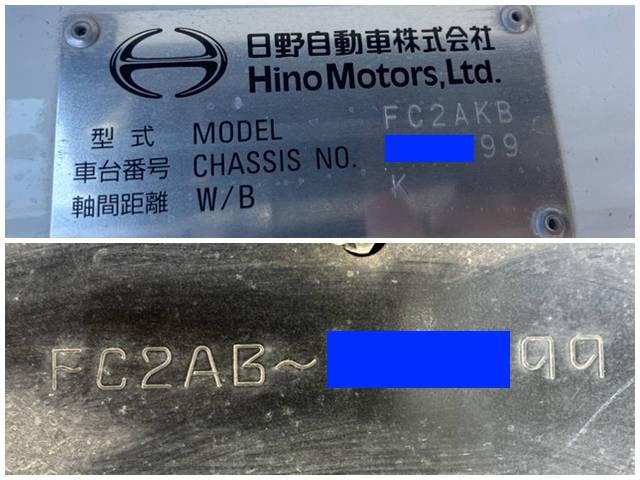 日野自動車株式会社
Hino Motors, Ltd.
型式 MODEL FC2AKB
車台番号 CHASSIS NO. 99
軸間距離 W/B K
FC2AB~ 99